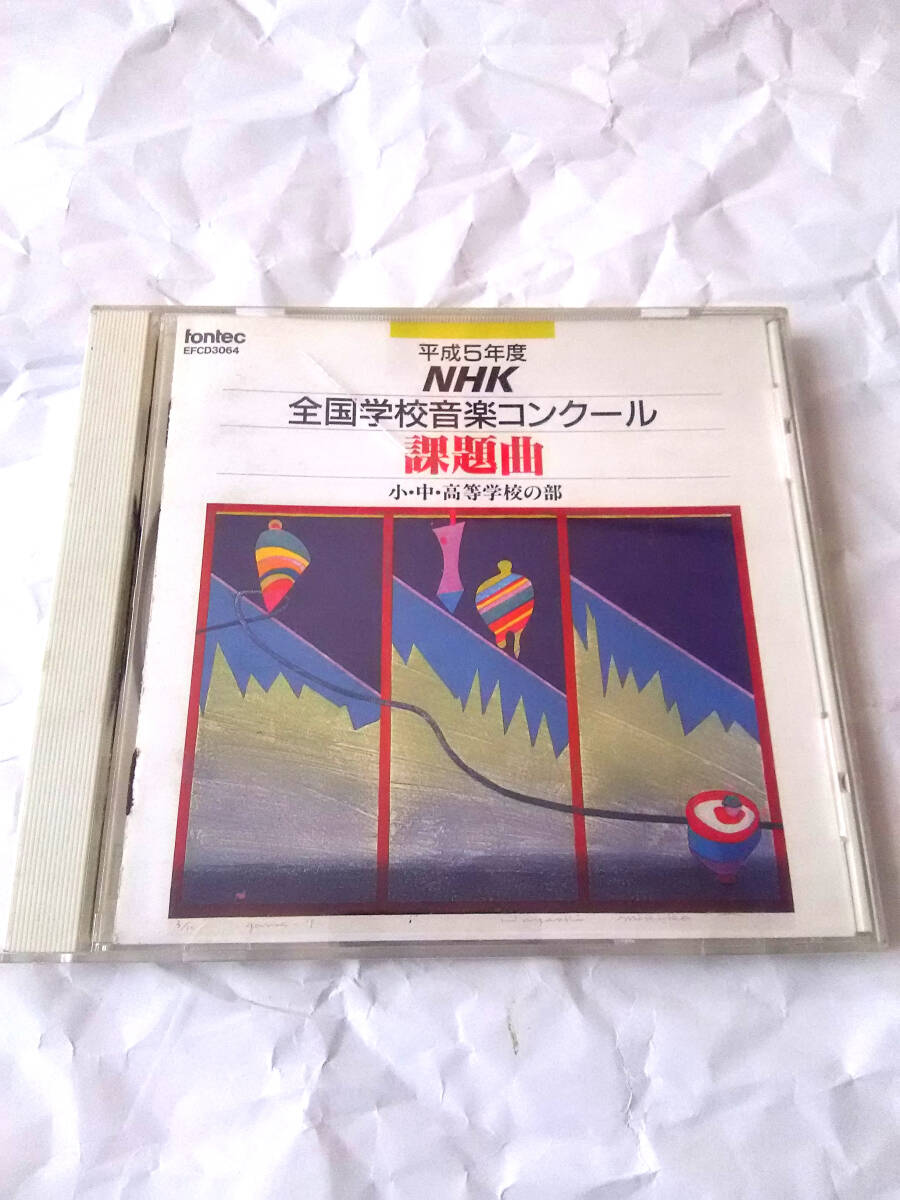 fontec
EFCD3064
平成5年度
NHK
全国学校音楽コンクール
課題曲
小・中・高等学校の部